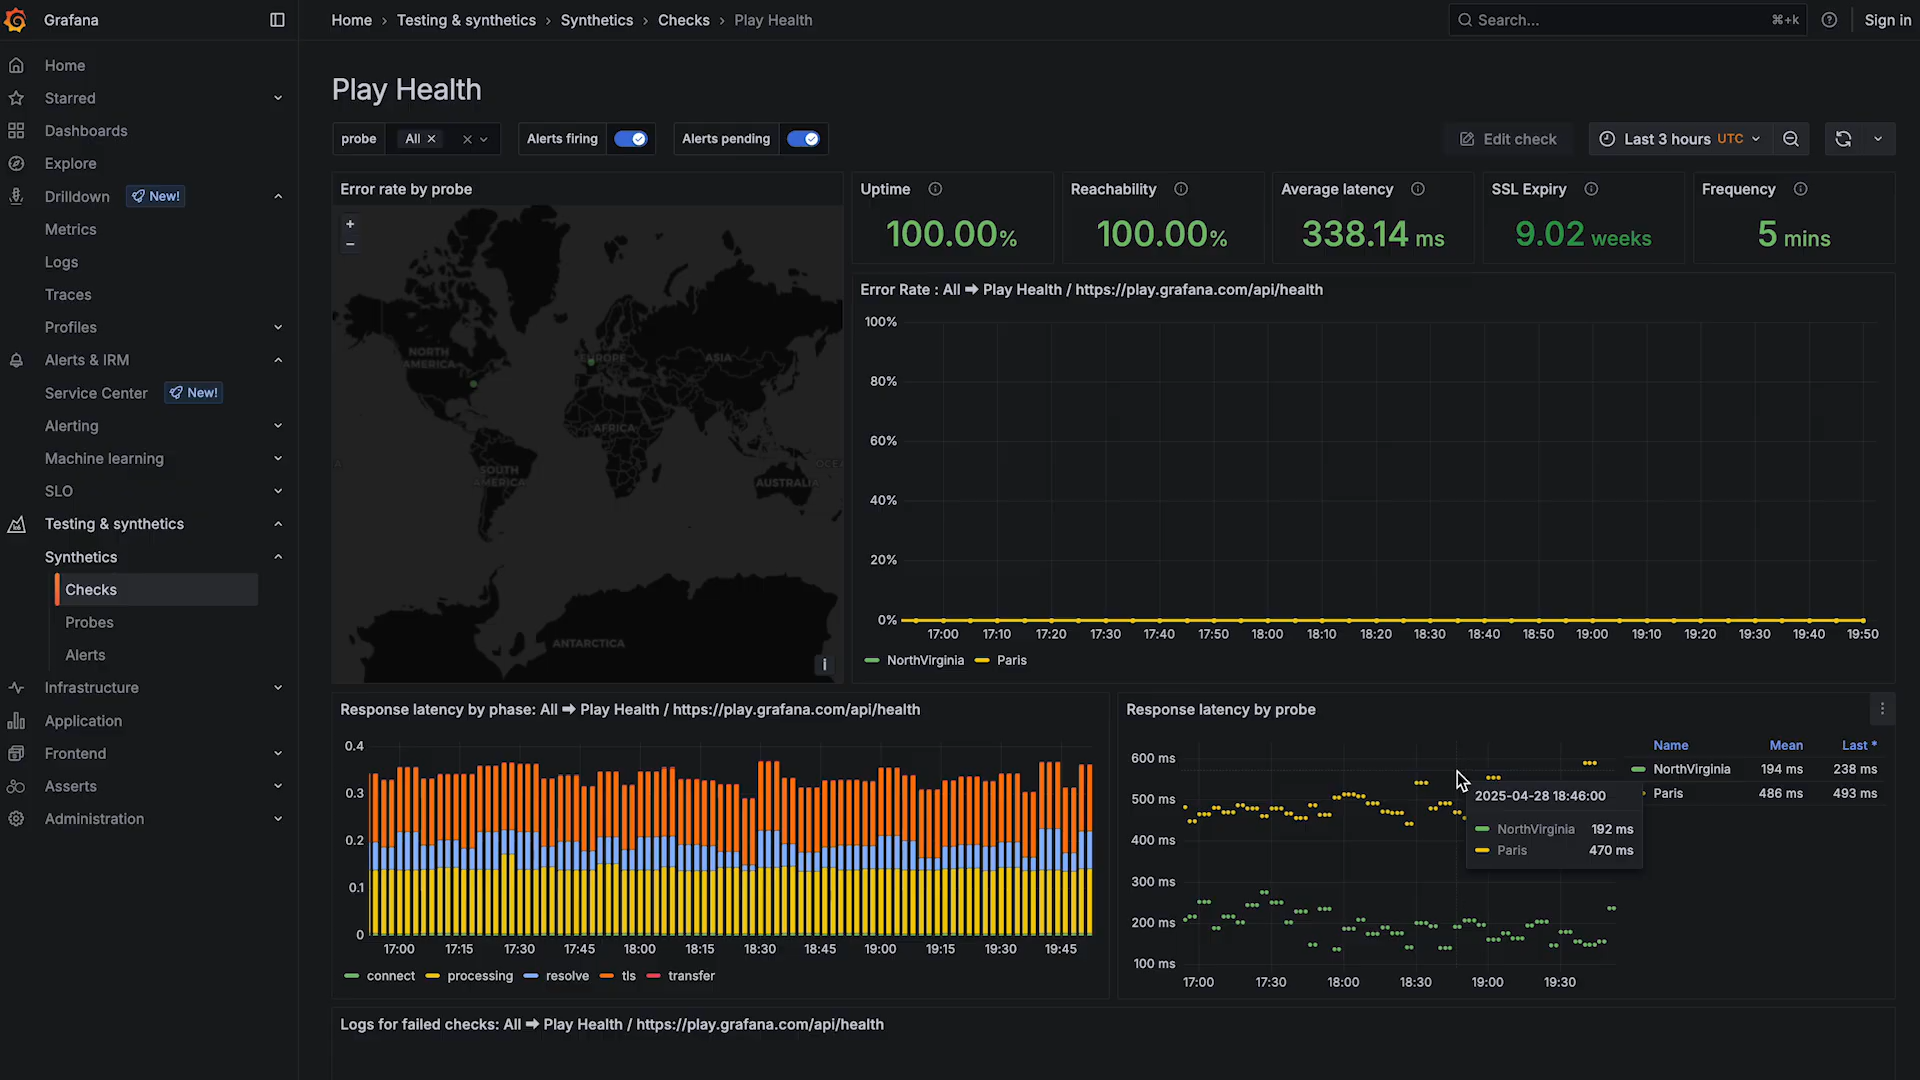 Grafana
Home › Testing & synthetics › Synthetics › Checks › Play Health
Search...
⌘+k
Sign in
Home
Starred
Dashboards
Explore
Drilldown
New!
Metrics
Logs
Traces
Profiles
Alerts & IRM
Service Center
New!
Alerting
Machine learning
SLO
Testing & synthetics
Synthetics
Checks
Probes
Alerts
Infrastructure
Application
Frontend
Asserts
Administration
Play Health
probe
All
Alerts firing
Alerts pending
Edit check
Last 3 hours UTC
Error rate by probe
+
−
NORTH AMERICA
EUROPE
ASIA
AFRICA
SOUTH AMERICA
AUSTRALIA
ANTARCTICA
i
Uptime
100.00%
Reachability
100.00%
Average latency
338.14 ms
SSL Expiry
9.02 weeks
Frequency
5 mins
Error Rate : All ➡ Play Health / https://play.grafana.com/api/health
100%
80%
60%
40%
20%
0%
17:00 17:10 17:20 17:30 17:40 17:50 18:00 18:10 18:20 18:30 18:40 18:50 19:00 19:10 19:20 19:30 19:40 19:50
NorthVirginia Paris
Response latency by phase: All ➡ Play Health / https://play.grafana.com/api/health
0.4
0.3
0.2
0.1
0
17:00 17:15 17:30 17:45 18:00 18:15 18:30 18:45 19:00 19:15 19:30 19:45
connect processing resolve tls transfer
Response latency by probe
600 ms
500 ms
400 ms
300 ms
200 ms
100 ms
17:00 17:30 18:00 18:30 19:00 19:30
Name Mean Last *
NorthVirginia 194 ms 238 ms
Paris 486 ms 493 ms
2025-04-28 18:46:00
NorthVirginia 192 ms
Paris 470 ms
Logs for failed checks: All ➡ Play Health / https://play.grafana.com/api/health